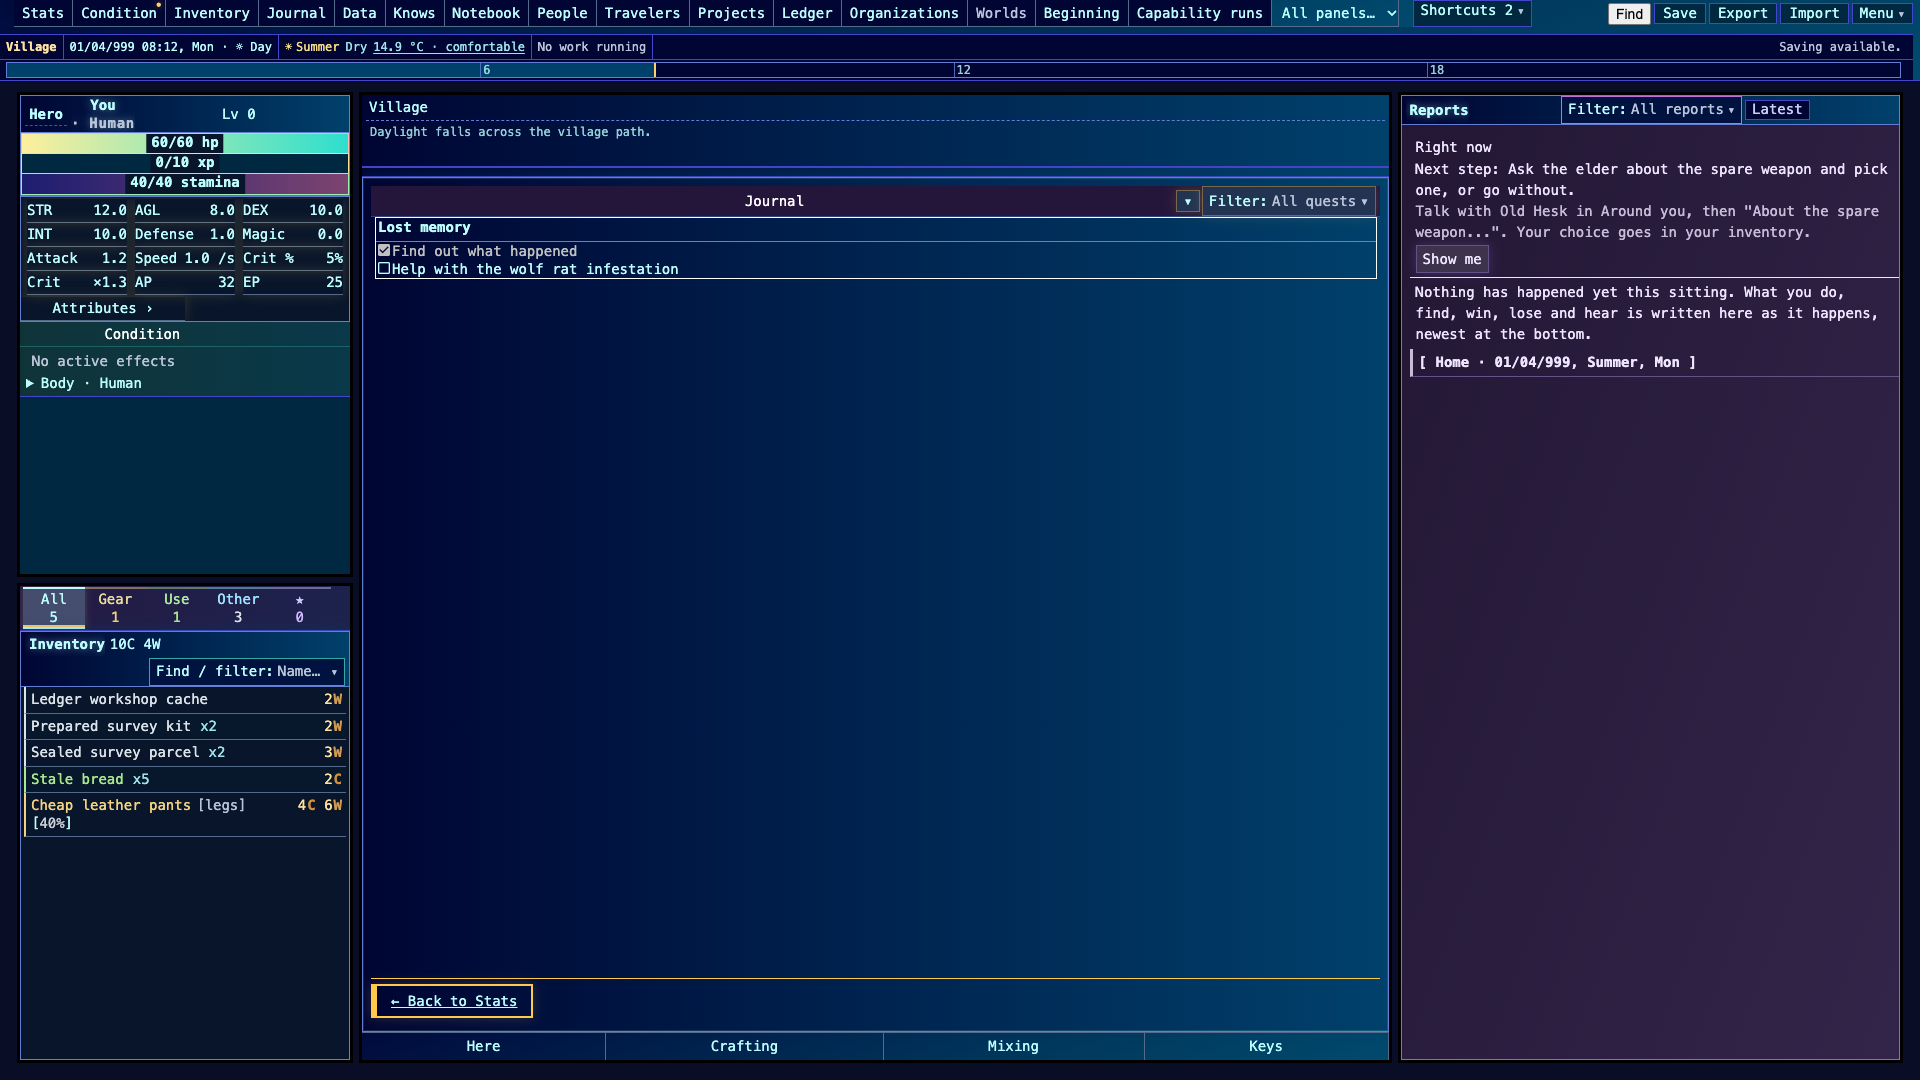 Stats Condition Inventory Journal Data Knows Notebook People Travelers Projects Ledger Organizations Worlds Beginning Capability runs All panels… Shortcuts 2 ▾ Find Save Export Import Menu ▾
Village 01/04/999 08:12, Mon · ☀ Day ☀ Summer Dry 14.9 °C · comfortable No work running Saving available.
6 12 18
Hero · You Human Lv 0
60/60 hp
0/10 xp
40/40 stamina
STR 12.0 AGL 8.0 DEX 10.0
INT 10.0 Defense 1.0 Magic 0.0
Attack 1.2 Speed 1.0 /s Crit % 5%
Crit ×1.3 AP 32 EP 25
Attributes ›
Condition
No active effects
▶ Body · Human
All Gear Use Other ★
5 1 1 3 0
Inventory 10C 4W
Find / filter: Name… ▾
Ledger workshop cache 2W
Prepared survey kit x2 2W
Sealed survey parcel x2 3W
Stale bread x5 2C
Cheap leather pants [legs] 4C 6W
[40%]
Village
Daylight falls across the village path.
Journal ▾ Filter: All quests ▾
Lost memory
Find out what happened
Help with the wolf rat infestation
← Back to Stats
Here Crafting Mixing Keys
Reports Filter: All reports ▾ Latest
Right now
Next step: Ask the elder about the spare weapon and pick
one, or go without.
Talk with Old Hesk in Around you, then "About the spare
weapon...". Your choice goes in your inventory.
Show me
Nothing has happened yet this sitting. What you do,
find, win, lose and hear is written here as it happens,
newest at the bottom.
[ Home · 01/04/999, Summer, Mon ]